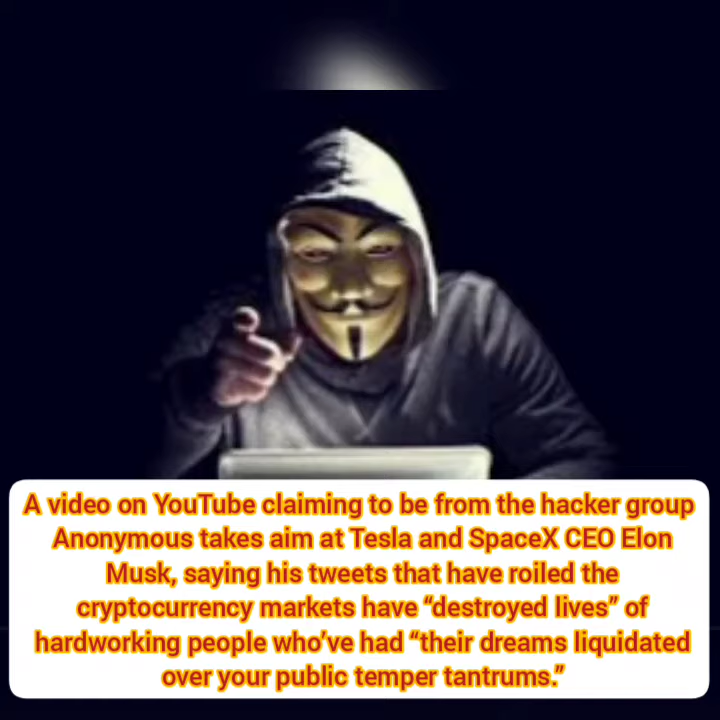 A video on YouTube claiming to be from the hacker group
Anonymous takes aim at Tesla and SpaceX CEO Elon
Musk, saying his tweets that have roiled the
cryptocurrency markets have “destroyed lives” of
hardworking people who’ve had “their dreams liquidated
over your public temper tantrums.”